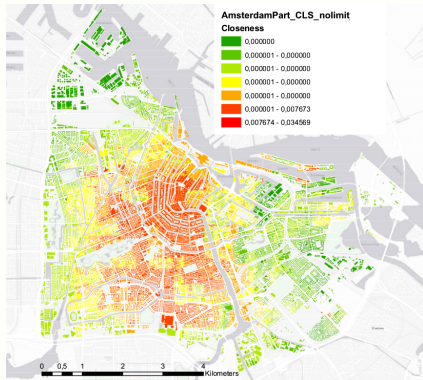 AmsterdamPart_CLS_nolimit
Closeness
0,000000
0,000001 - 0,000000
0,000001 - 0,000000
0,000001 - 0,000000
0,000001 - 0,000000
0,000001 - 0,007673
0,007674 - 0,034569
0 0,5 1 2 3 4
Kilometers